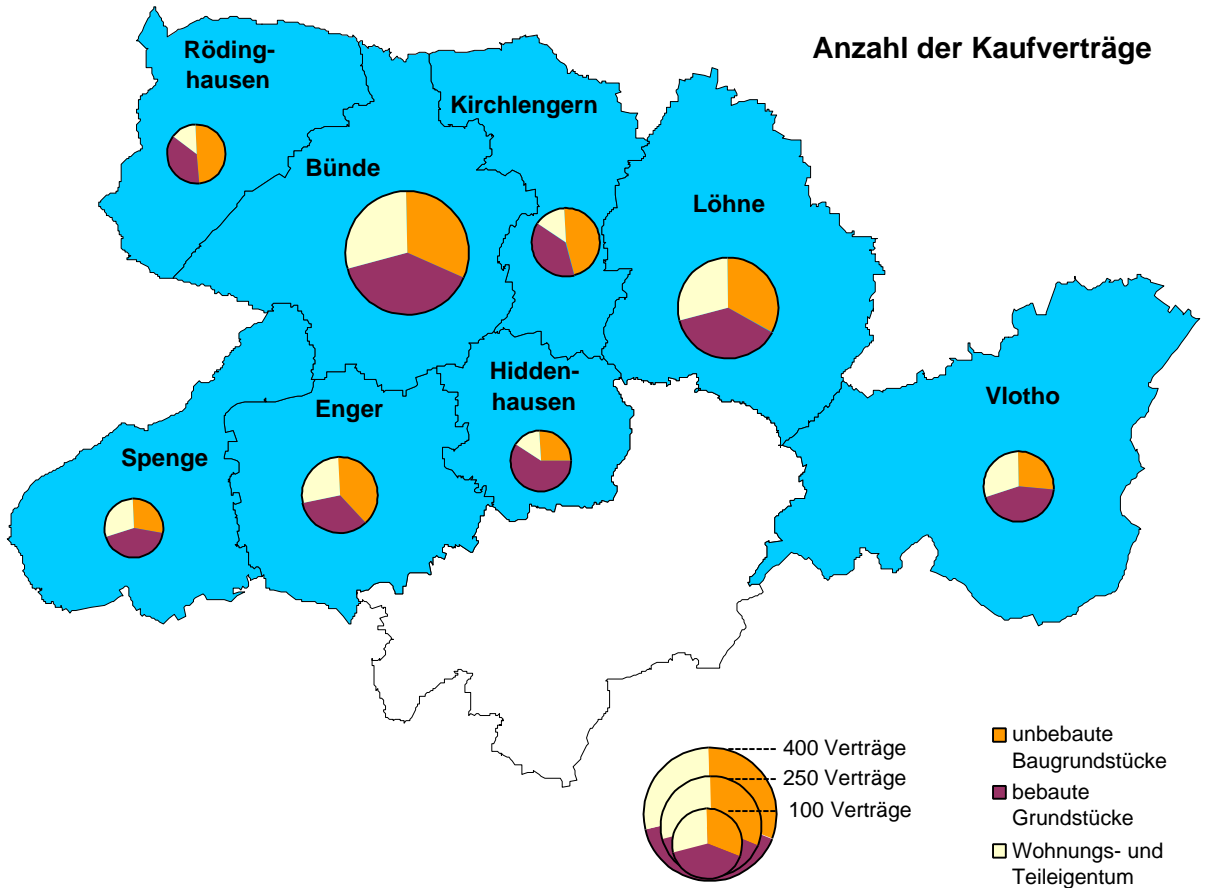 Anzahl der Kaufverträge
Röding-
hausen
Kirchlengern
Bünde
Löhne
Hidden-
hausen
Enger
Vlotho
Spenge
400 Verträge
250 Verträge
100 Verträge
unbebaute
Baugrundstücke
bebaute
Grundstücke
Wohnungs- und
Teileigentum